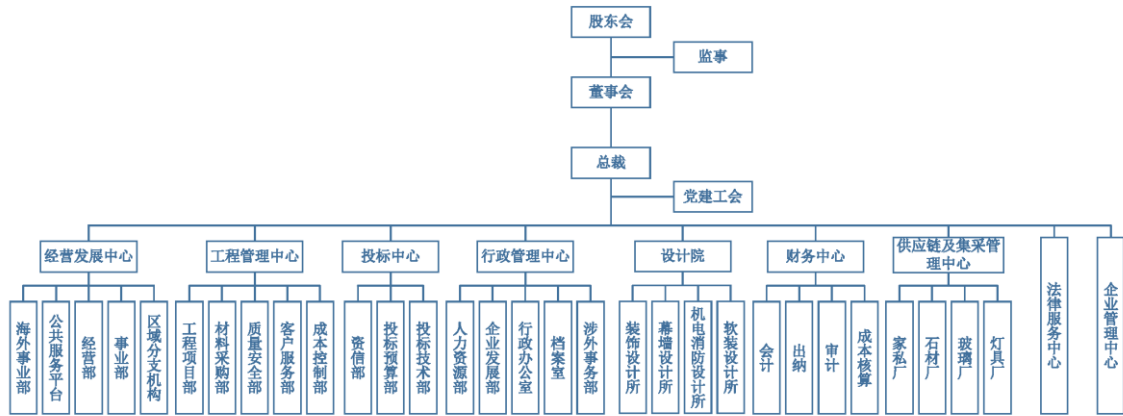 股东会
监事
董事会
总裁
党建工会
经营发展中心
工程管理中心
投标中心
行政管理中心
设计院
财务中心
供应链及集采管
理中心
法律服务中心
企业管理中心
海外事业部
公共服务平台
经营部
事业部
区域分支机构
工程项目部
材料采购部
质量安全部
客户服务部
成本控制部
资信部
投标预算部
投标技术部
人力资源部
企业发展部
行政办公室
档案室
涉外事务部
装饰设计所
幕墙设计所
机电消防设计所
软装设计所
会计
出纳
审计
成本核算
家私厂
石材厂
玻璃厂
灯具厂